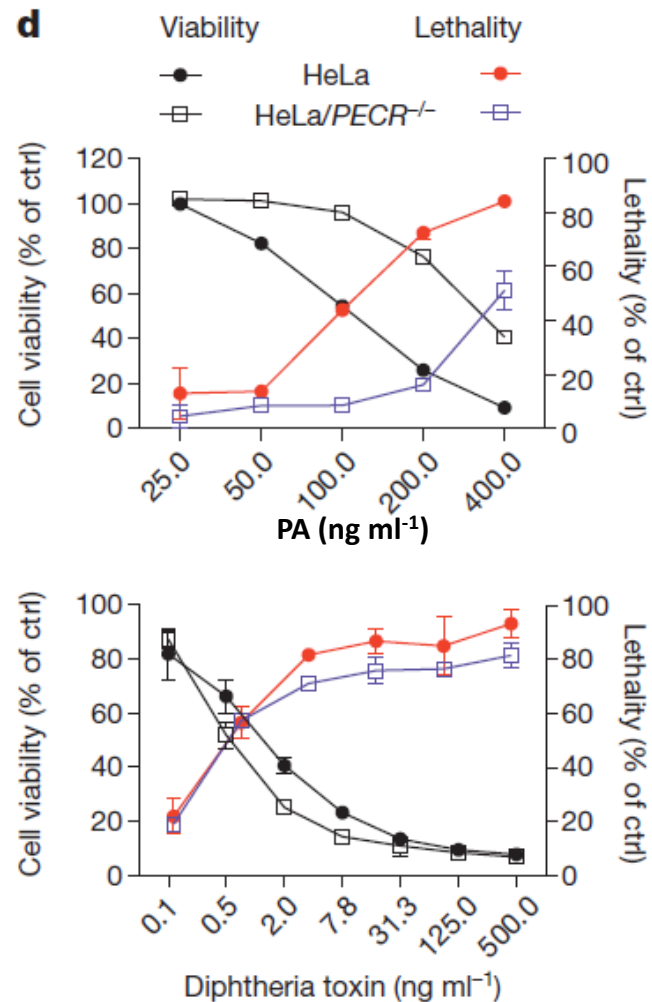 d
Viability Lethality
HeLa
HeLa/PECR⁻/⁻
Cell viability (% of ctrl)
120
100
80
60
40
20
0
Lethality (% of ctrl)
100
80
60
40
20
0
25.0 50.0 100.0 200.0 400.0
PA (ng ml⁻¹)
Cell viability (% of ctrl)
100
80
60
40
20
0
Lethality (% of ctrl)
100
80
60
40
20
0
0.1 0.5 2.0 7.8 31.3 125.0 500.0
Diphtheria toxin (ng ml⁻¹)